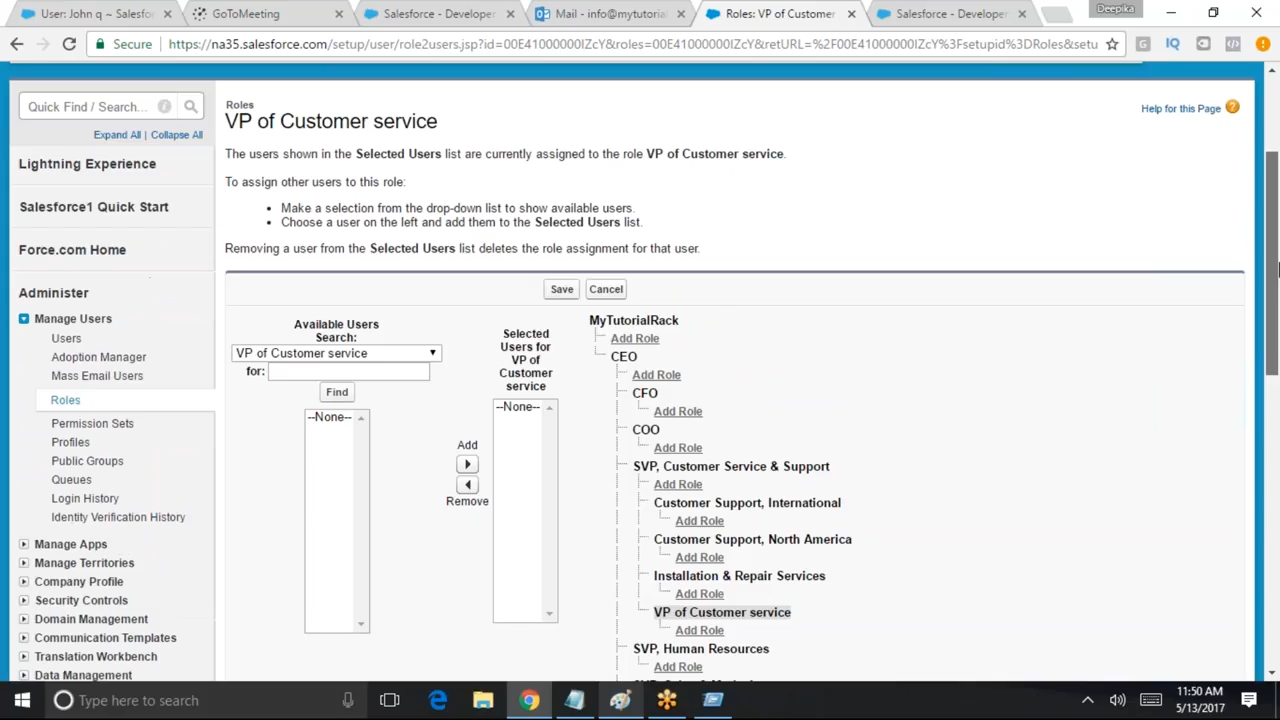 User: John q ~ Salesfo
GoToMeeting
Salesforce - Developer
Mail - info@mytutorial
Roles: VP of Customer
Salesforce - Developer
Deepika
Secure
https://na35.salesforce.com/setup/user/role2users.jsp?id=00E41000000IZcY&roles=00E41000000IZcY&retURL=%2F00E41000000IZcY%3Fsetupid%3DRoles&setu
Quick Find / Search...
Expand All | Collapse All
Lightning Experience
Salesforce1 Quick Start
Force.com Home
Administer
Manage Users
Users
Adoption Manager
Mass Email Users
Roles
Permission Sets
Profiles
Public Groups
Queues
Login History
Identity Verification History
Manage Apps
Manage Territories
Company Profile
Security Controls
Domain Management
Communication Templates
Translation Workbench
Data Management
Roles
VP of Customer service
Help for this Page
The users shown in the Selected Users list are currently assigned to the role VP of Customer service.
To assign other users to this role:
Make a selection from the drop-down list to show available users.
Choose a user on the left and add them to the Selected Users list.
Removing a user from the Selected Users list deletes the role assignment for that user.
Save Cancel
Available Users
Search:
VP of Customer service
for:
Find
--None--
Add
Remove
Selected
Users for
VP of
Customer
service
--None--
MyTutorialRack
Add Role
CEO
Add Role
CFO
Add Role
COO
Add Role
SVP, Customer Service & Support
Add Role
Customer Support, International
Add Role
Customer Support, North America
Add Role
Installation & Repair Services
Add Role
VP of Customer service
Add Role
SVP, Human Resources
Add Role
Type here to search
11:50 AM
5/13/2017